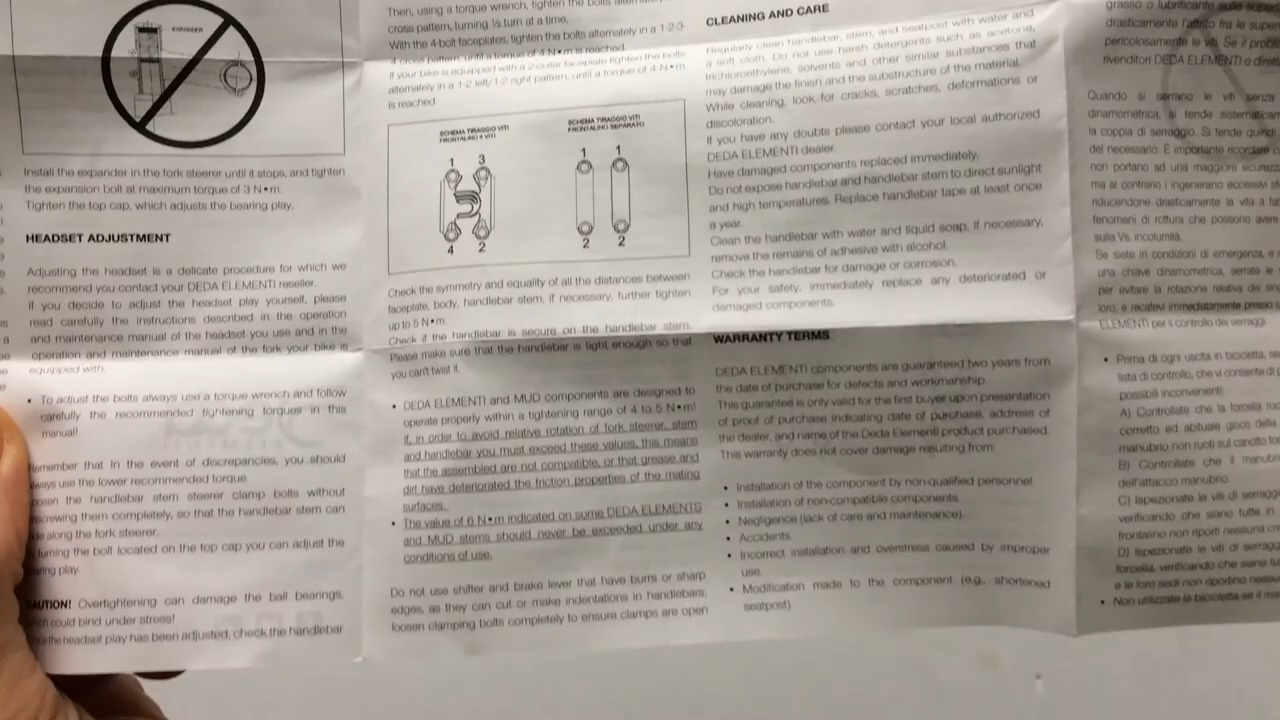 EXPANDER
Install the expander in the fork steerer until it stops, and tighten
the expansion bolt at maximum torque of 3 N•m.
Tighten the top cap, which adjusts the bearing play.
HEADSET ADJUSTMENT
Adjusting the headset is a delicate procedure for which we
recommend you contact your DEDA ELEMENTI reseller.
If you decide to adjust the headset play yourself, please
read carefully the instructions described in the operation
and maintenance manual of the headset you use and in the
operation and maintenance manual of the fork your bike is
equipped with.
• To adjust the bolts always use a torque wrench and follow
carefully the recommended tightening torques in this
manual!
Remember that In the event of discrepancies, you should
ways use the lower recommended torque.
oosen the handlebar stem steerer clamp bolts without
screwing them completely, so that the handlebar stem can
de along the fork steerer.
turning the bolt located on the top cap you can adjust the
aring play.
AUTION! Overtightening can damage the ball bearings,
ich could bind under stress!
the headset play has been adjusted, check the handlebar
Then, using a torque wrench, tighten the bolts
cross pattern, turning ½ turn at a time.
With the 4-bolt faceplates, tighten the bolts alternately in a 1-2-3-
4 cross pattern, until a torque of 4 N•m is reached.
If your bike is equipped with a 2-collar faceplate tighten the bolts
alternately in a 1-2 left/1-2 right pattern, until a torque of 4 N•m
is reached.
SCHEMA TIRAGGIO VITI
FRONTALINO 4 VITI
SCHEMA TIRAGGIO VITI
FRONTALINO SEPARATO
1 3
4 2
1 1
2 2
Check the symmetry and equality of all the distances between
faceplate, body, handlebar stem, if necessary, further tighten
up to 5 N•m.
Check if the handlebar is secure on the handlebar stem.
Please make sure that the handlebar is tight enough so that
you can't twist it.
• DEDA ELEMENTI and MUD components are designed to
operate properly within a tightening range of 4 to 5 N•m!
If, in order to avoid relative rotation of fork steerer, stem
and handlebar you must exceed these values, this means
that the assembled are not compatible, or that grease and
dirt have deteriorated the friction properties of the mating
surfaces.
• The value of 6 N•m indicated on some DEDA ELEMENTS
and MUD stems should never be exceeded under any
conditions of use.
Do not use shifter and brake lever that have burrs or sharp
edges, as they can cut or make indentations in handlebars;
loosen clamping bolts completely to ensure clamps are open
CLEANING AND CARE
Regularly clean handlebar, stem, and seatpost with water and
a soft cloth. Do not use harsh detergents such as acetone,
trichloroethylene, solvents and other similar substances that
may damage the finish and the substructure of the material.
While cleaning, look for cracks, scratches, deformations or
discoloration.
If you have any doubts please contact your local authorized
DEDA ELEMENTI dealer.
Have damaged components replaced immediately.
Do not expose handlebar and handlebar stem to direct sunlight
and high temperatures. Replace handlebar tape at least once
a year.
Clean the handlebar with water and liquid soap. If necessary,
remove the remains of adhesive with alcohol.
Check the handlebar for damage or corrosion.
For your safety, immediately replace any deteriorated or
damaged components.
WARRANTY TERMS
DEDA ELEMENTI components are guaranteed two years from
the date of purchase for defects and workmanship.
This guarantee is only valid for the first buyer upon presentation
of proof of purchase indicating date of purchase, address of
the dealer, and name of the Deda Elementi product purchased.
This warranty does not cover damage resulting from:
• Installation of the component by non-qualified personnel.
• Installation of non-compatible components.
• Negligence (lack of care and maintenance).
• Accidents.
• Incorrect installation and overstress caused by improper
use.
• Modification made to the component (e.g., shortened
seatpost).
grasso o lubrificante sulle
drasticamente l'attrito fra le
pericolosamente le viti. Se il
rivenditori DEDA ELEMENTI o
Quando si serrano le viti senza
dinamometrica, si tende
la coppia di serraggio. Si tende
del necessario. È importante ricordare
non portano ad una maggiore
ma al contrario ingenerano eccessivi
riducendone drasticamente la vita a
fenomeni di rottura che possono
sulla Vs. incolumità.
Se siete in condizioni di emergenza, e
una chiave dinamometrica, serrate le
per evitare la rotazione relativa dei
loro, e recatevi immediatamente presso
ELEMENTI per il controllo dei serraggi.
• Prima di ogni uscita in bicicletta,
lista di controllo, che vi consente di
possibili inconvenienti:
A) Controllate che la forcella
corretto ed abituale gioco della
manubrio non ruoti sul canotto
B) Controllate che il
dell'attacco manubrio.
C) Ispezionate le viti di
verificando che siano tutte in
frontalino non riporti nessuna
D) Ispezionate le viti di
forcella, verificando che siano
e le loro sedi non riportino
• Non utilizzate la bicicletta se il